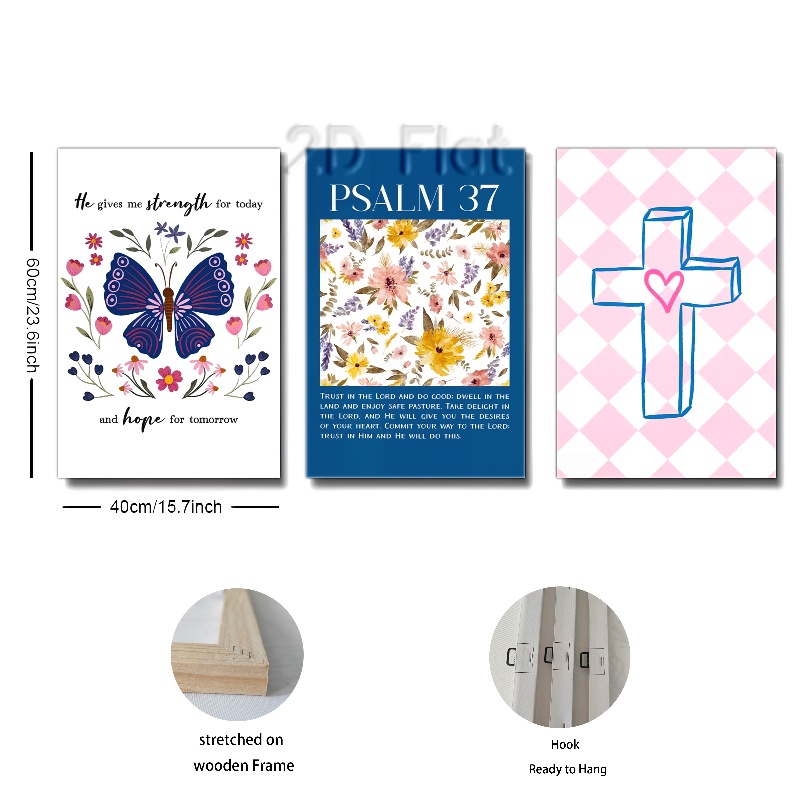 2D Flat
He gives me strength for today
and hope for tomorrow
PSALM 37
TRUST IN THE LORD AND DO GOOD; DWELL IN THE
LAND AND ENJOY SAFE PASTURE. TAKE DELIGHT IN
THE LORD, AND HE WILL GIVE YOU THE DESIRES
OF YOUR HEART. COMMIT YOUR WAY TO THE LORD;
TRUST IN HIM AND HE WILL DO THIS.
60cm/23.6inch
40cm/15.7inch
stretched on
wooden Frame
Hook
Ready to Hang